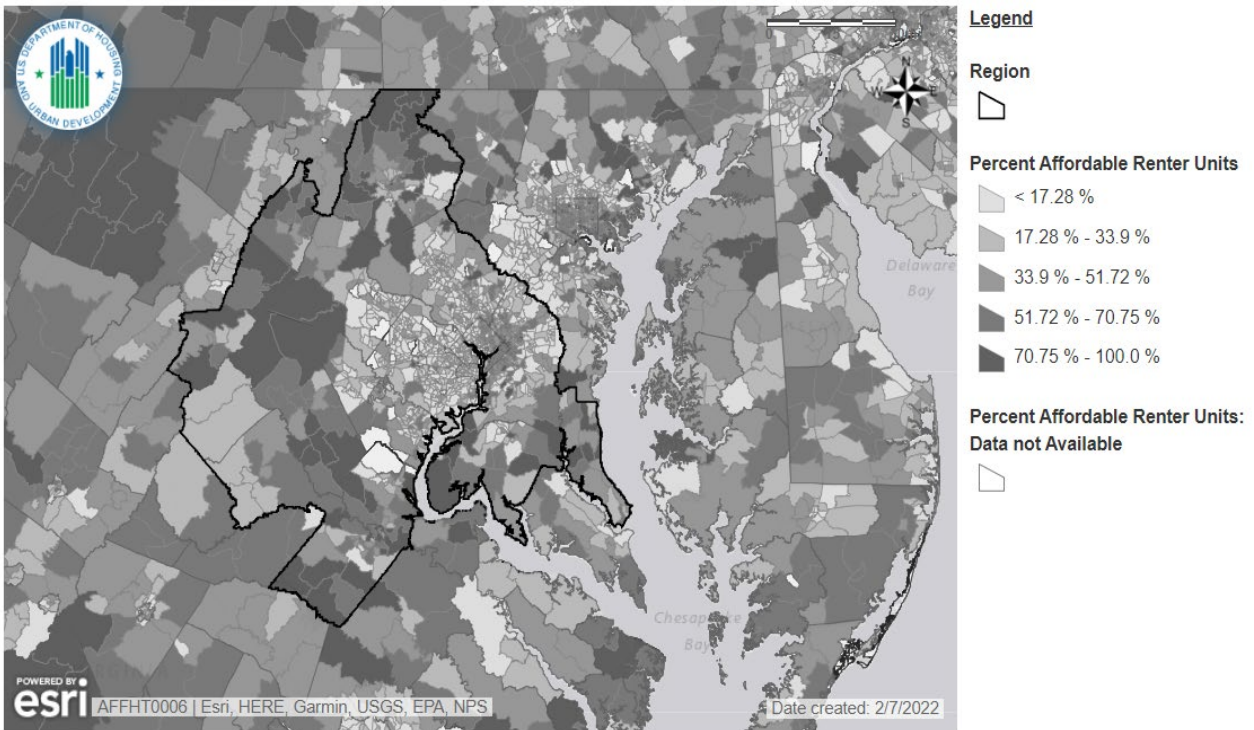 U.S. DEPARTMENT OF HOUSING
AND URBAN DEVELOPMENT
N
W
E
S
Delaware
Bay
Chesapeake
Bay
POWERED BY
esri
AFFHT0006 | Esri, HERE, Garmin, USGS, EPA, NPS
Date created: 2/7/2022
Legend
Region
Percent Affordable Renter Units
< 17.28 %
17.28 % - 33.9 %
33.9 % - 51.72 %
51.72 % - 70.75 %
70.75 % - 100.0 %
Percent Affordable Renter Units:
Data not Available